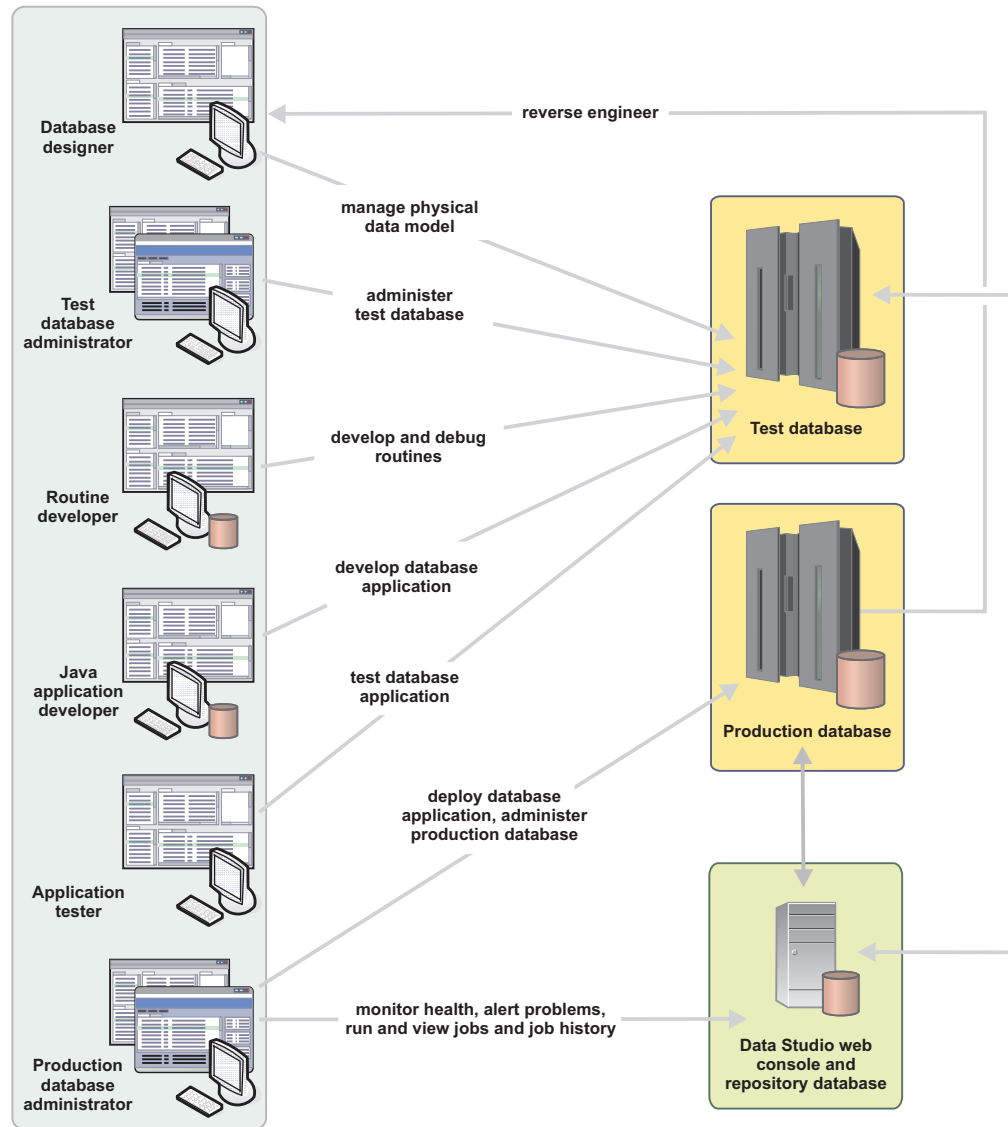 Database
designer
reverse engineer
manage physical
data model
Test
database
administrator
administer
test database
Test database
Routine
developer
develop and debug
routines
Java
application
developer
develop database
application
test database
application
Production database
Application
tester
deploy database
application, administer
production database
Production
database
administrator
monitor health, alert problems,
run and view jobs and job history
Data Studio web
console and
repository database